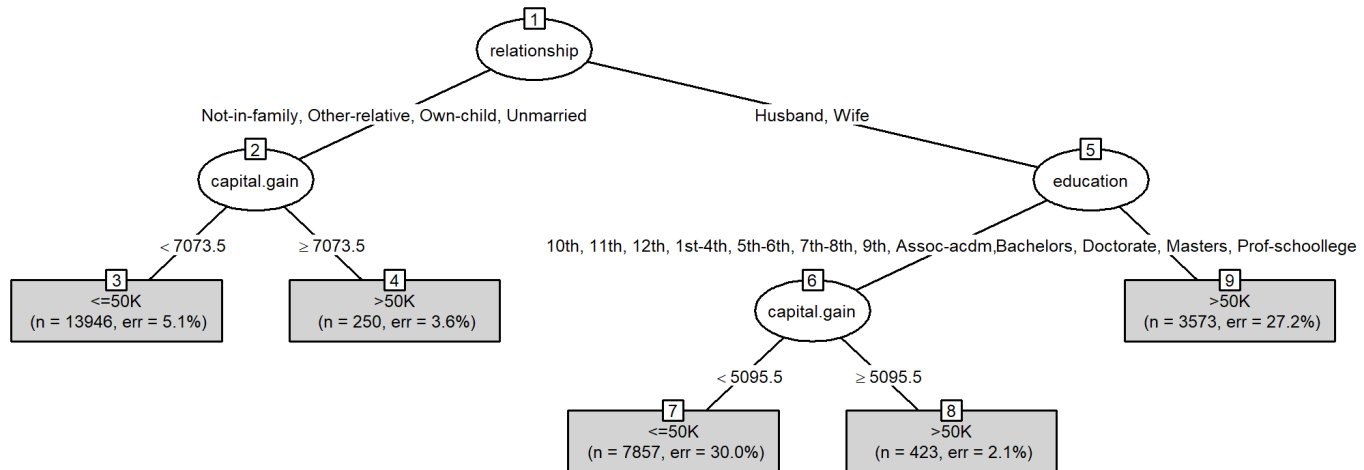 1
relationship
Not-in-family, Other-relative, Own-child, Unmarried
Husband, Wife
2
capital.gain
5
education
< 7073.5
≥ 7073.5
10th, 11th, 12th, 1st-4th, 5th-6th, 7th-8th, 9th, Assoc-acdm,Bachelors, Doctorate, Masters, Prof-schoollege
3
<=50K
(n = 13946, err = 5.1%)
4
>50K
(n = 250, err = 3.6%)
6
capital.gain
9
>50K
(n = 3573, err = 27.2%)
< 5095.5
≥ 5095.5
7
<=50K
(n = 7857, err = 30.0%)
8
>50K
(n = 423, err = 2.1%)